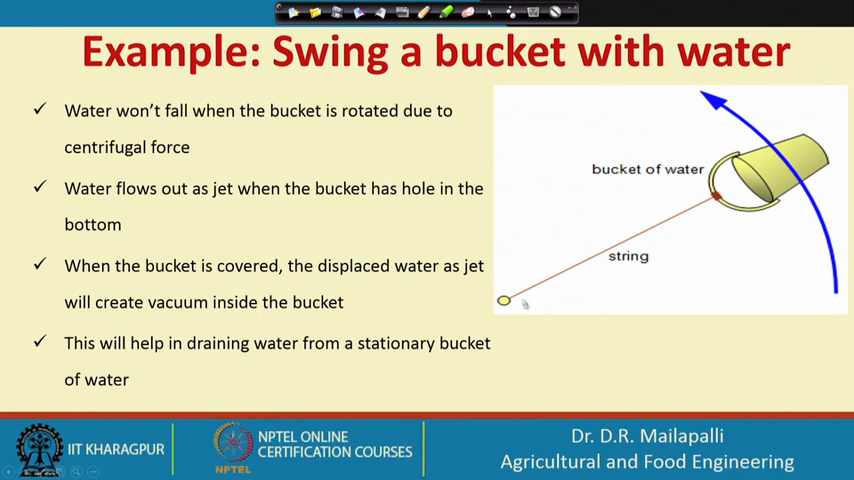 Example: Swing a bucket with water
✓ Water won't fall when the bucket is rotated due to
centrifugal force
✓ Water flows out as jet when the bucket has hole in the
bottom
✓ When the bucket is covered, the displaced water as jet
will create vacuum inside the bucket
✓ This will help in draining water from a stationary bucket
of water
bucket of water
string
IIT KHARAGPUR
NPTEL
NPTEL ONLINE
CERTIFICATION COURSES
Dr. D.R. Mailapalli
Agricultural and Food Engineering